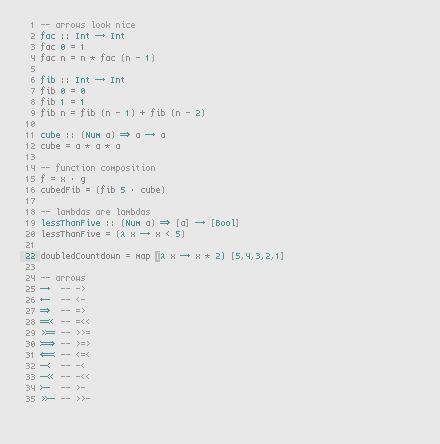 1 -- arrows look nice
2 fac :: Int ⟶ Int
3 fac 0 = 1
4 fac n = n * fac (n - 1)
5
6 fib :: Int ⟶ Int
7 fib 0 = 0
8 fib 1 = 1
9 fib n = fib (n - 1) + fib (n - 2)
10
11 cube :: (Num a) ⇒ a ⟶ a
12 cube = a * a * a
13
14 -- function composition
15 f = x · g
16 cubedFib = (fib 5 · cube)
17
18 -- lambdas are lambdas
19 lessThanFive :: (Num a) ⇒ [a] ⟶ [Bool]
20 lessThanFive = (λ x ⟶ x < 5)
21
22 doubledCountdown = map (λ x ⟶ x * 2) [5,4,3,2,1]
23
24 -- arrows
25 ⟶ -- ->
26 ⟵ -- <-
27 ⇒ -- =>
28 =<< -- =<<
29 >>= -- >>=
30 >=> -- >=>
31 <=< -- <=<
32 -< -- -<
33 -<< -- -<<
34 >- -- >-
35 >>- -- >>-